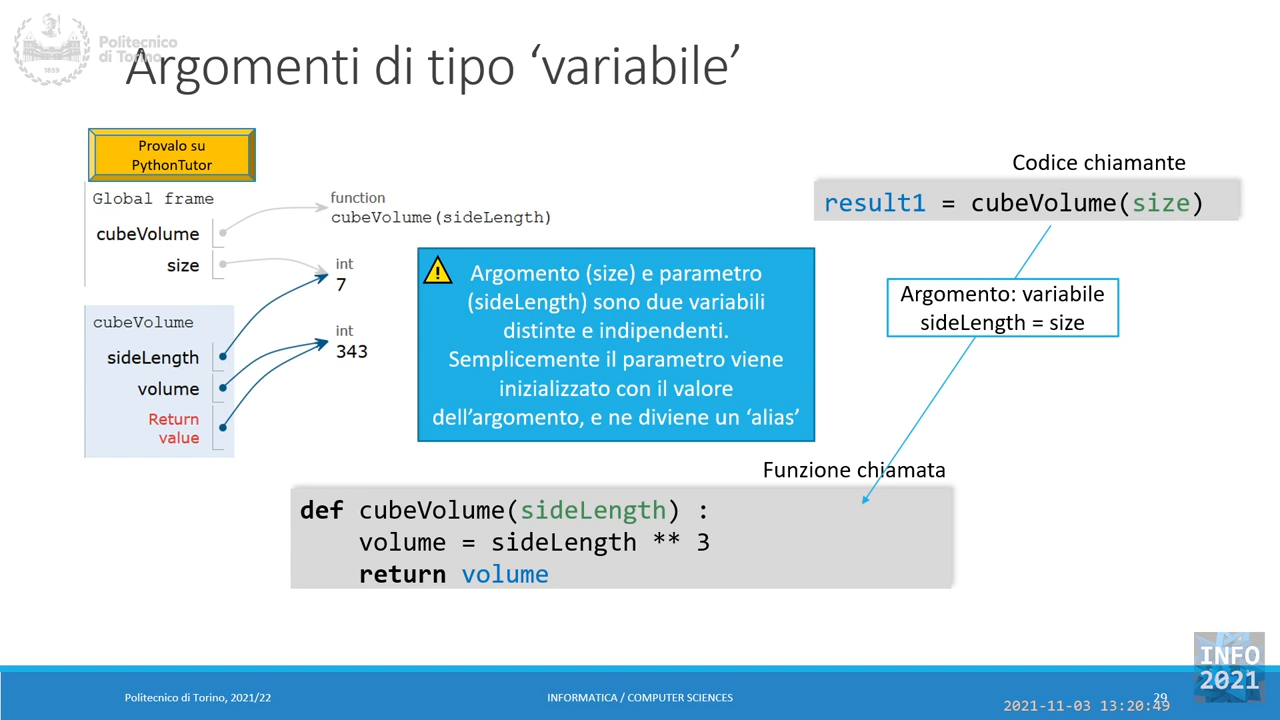 Politecnico
di Torino
1859
Argomenti di tipo ‘variabile’
Provalo su
PythonTutor
Global frame
cubeVolume
size
function
cubeVolume(sideLength)
int
7
int
343
cubeVolume
sideLength
volume
Return
value
Argomento (size) e parametro
(sideLength) sono due variabili
distinte e indipendenti.
Semplicemente il parametro viene
inizializzato con il valore
dell’argomento, e ne diviene un ‘alias’
Codice chiamante
result1 = cubeVolume(size)
Argomento: variabile
sideLength = size
Funzione chiamata
def cubeVolume(sideLength) :
volume = sideLength ** 3
return volume
Politecnico di Torino, 2021/22
INFORMATICA / COMPUTER SCIENCES
29
INFO
2021
2021-11-03 13:20:49